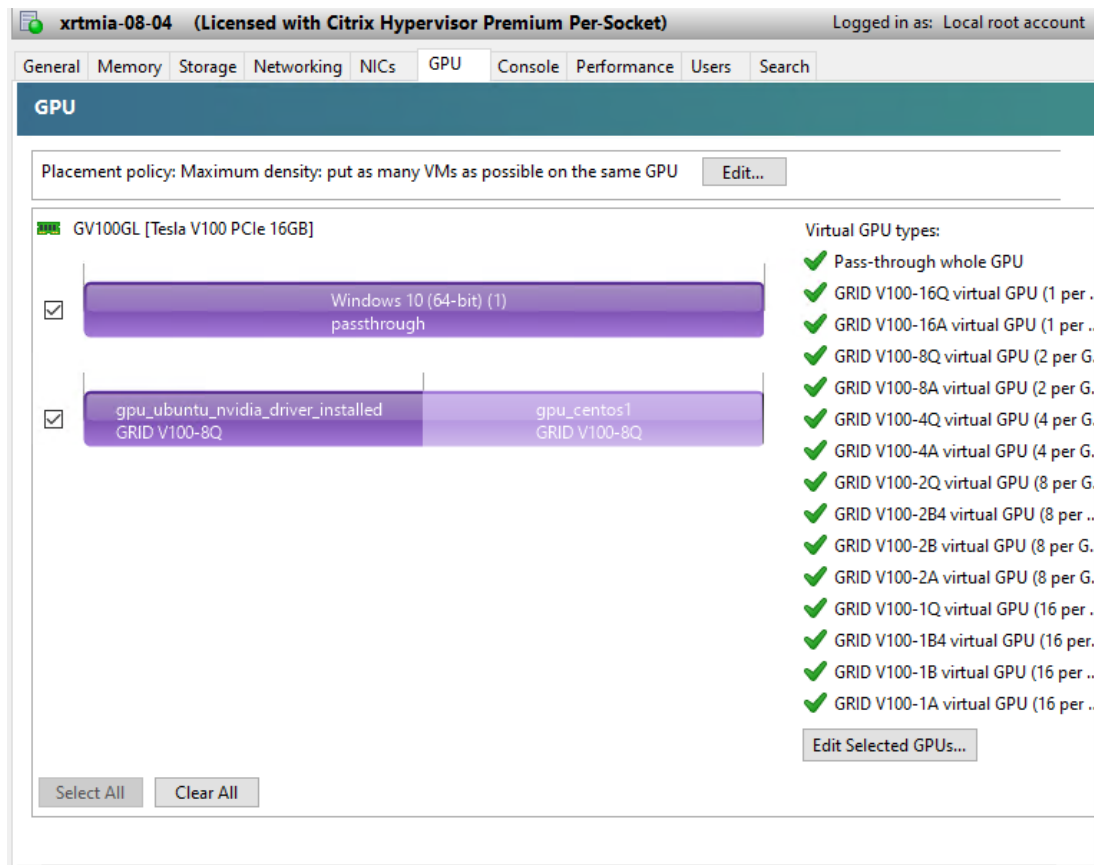 xrtmia-08-04 (Licensed with Citrix Hypervisor Premium Per-Socket) Logged in as: Local root account
General Memory Storage Networking NICs GPU Console Performance Users Search
GPU
Placement policy: Maximum density: put as many VMs as possible on the same GPU Edit...
GV100GL [Tesla V100 PCIe 16GB]
Windows 10 (64-bit) (1)
passthrough
gpu_ubuntu_nvidia_driver_installed
GRID V100-8Q
gpu_centos1
GRID V100-8Q
Virtual GPU types:
Pass-through whole GPU
GRID V100-16Q virtual GPU (1 per ..
GRID V100-16A virtual GPU (1 per ..
GRID V100-8Q virtual GPU (2 per G.
GRID V100-8A virtual GPU (2 per G.
GRID V100-4Q virtual GPU (4 per G.
GRID V100-4A virtual GPU (4 per G.
GRID V100-2Q virtual GPU (8 per G.
GRID V100-2B4 virtual GPU (8 per ..
GRID V100-2B virtual GPU (8 per G.
GRID V100-2A virtual GPU (8 per G.
GRID V100-1Q virtual GPU (16 per ..
GRID V100-1B4 virtual GPU (16 per.
GRID V100-1B virtual GPU (16 per ..
GRID V100-1A virtual GPU (16 per ..
Edit Selected GPUs...
Select All Clear All